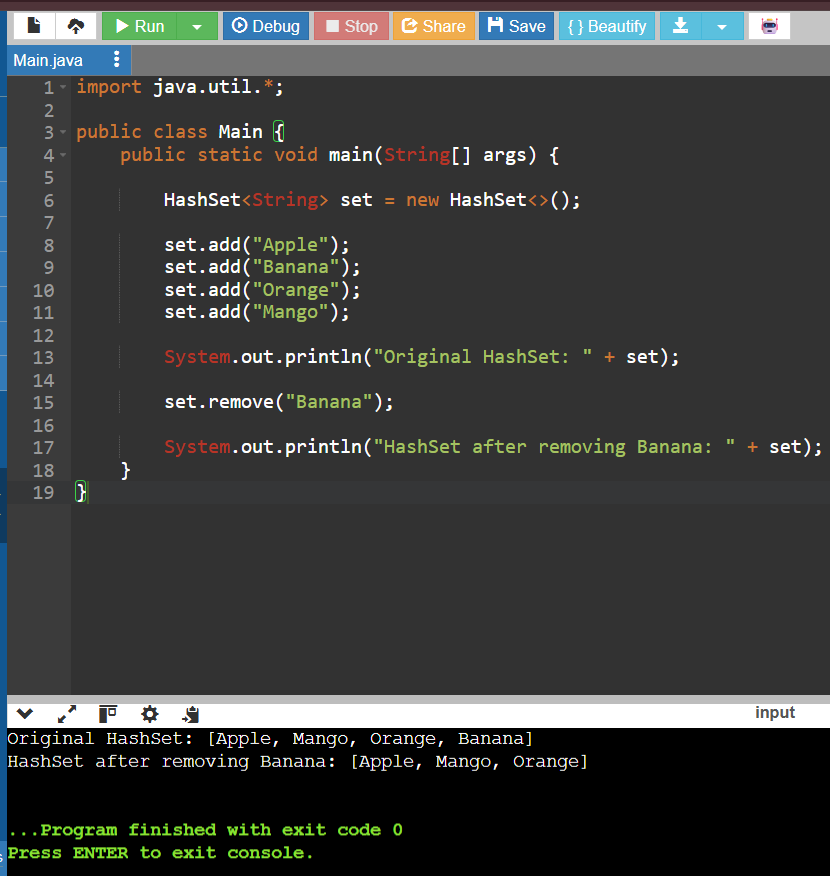 Run Debug Stop Share Save { } Beautify
Main.java
1 import java.util.*;
2
3 public class Main {
4     public static void main(String[] args) {
5
6         HashSet<String> set = new HashSet<>();
7
8         set.add("Apple");
9         set.add("Banana");
10         set.add("Orange");
11         set.add("Mango");
12
13         System.out.println("Original HashSet: " + set);
14
15         set.remove("Banana");
16
17         System.out.println("HashSet after removing Banana: " + set);
18     }
19 }
input
Original HashSet: [Apple, Mango, Orange, Banana]
HashSet after removing Banana: [Apple, Mango, Orange]
...Program finished with exit code 0
Press ENTER to exit console.